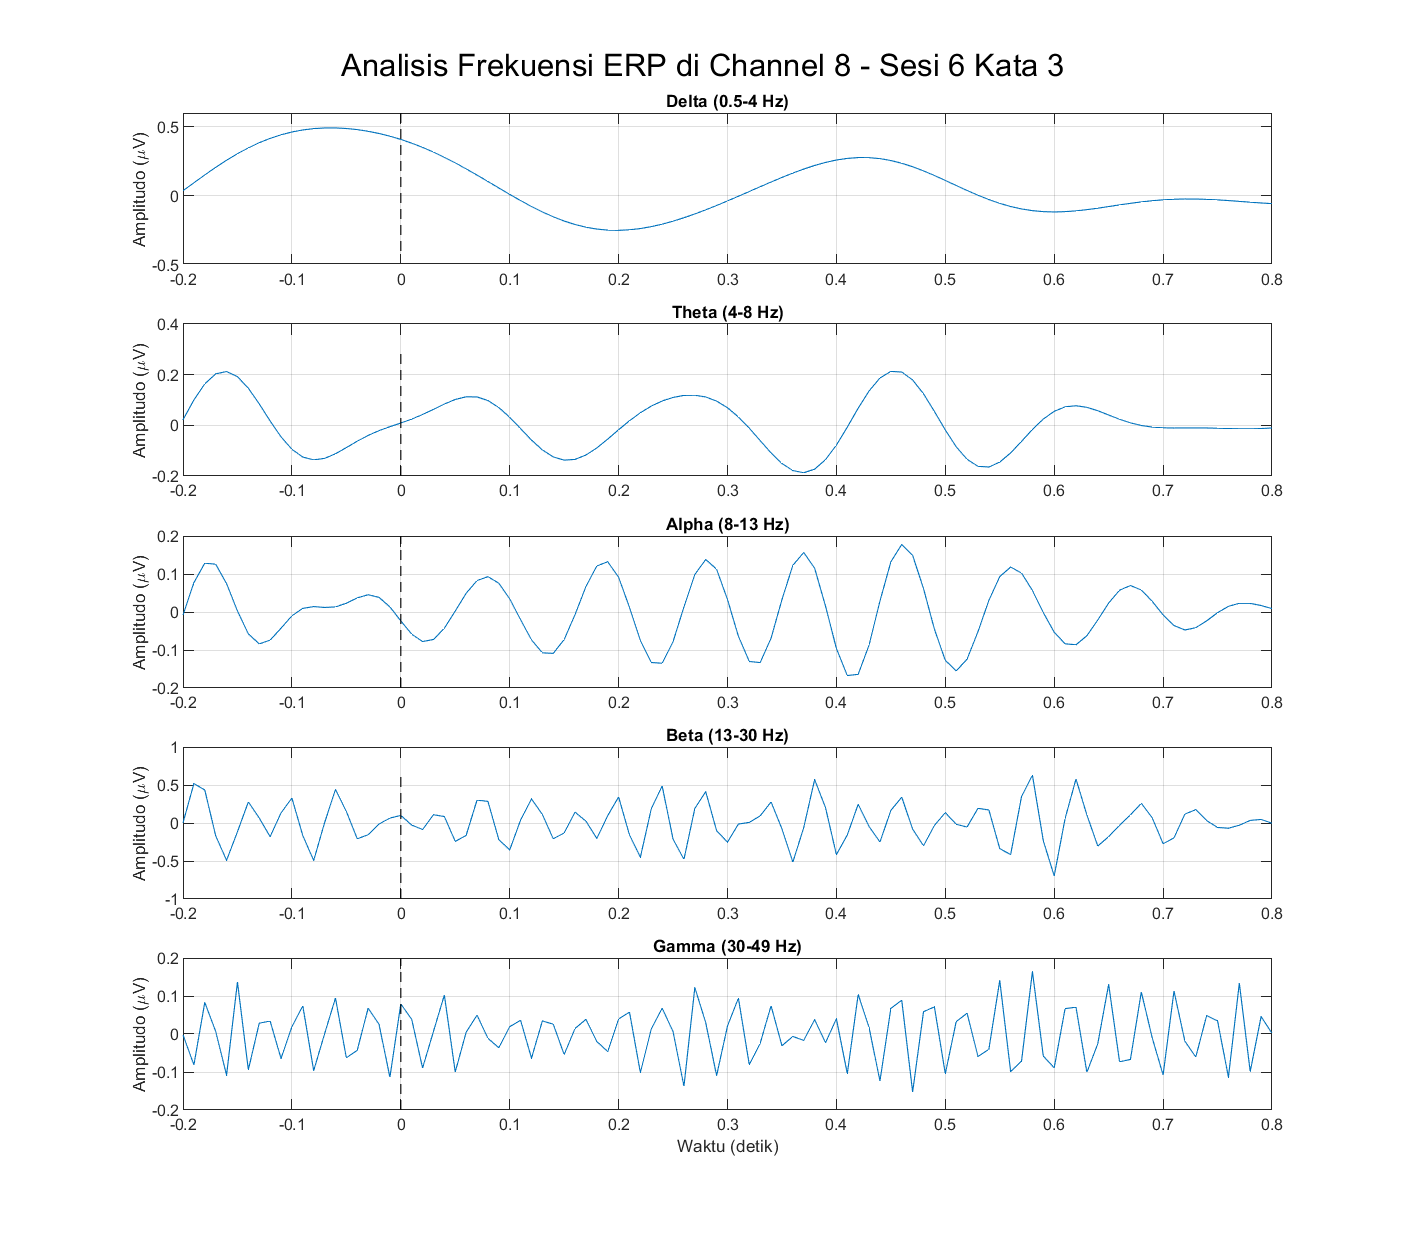 Analisis Frekuensi ERP di Channel 8 - Sesi 6 Kata 3
Delta (0.5-4 Hz)
Amplitudo (μV)
0.5
0
-0.5
-0.2 -0.1 0 0.1 0.2 0.3 0.4 0.5 0.6 0.7 0.8
Theta (4-8 Hz)
Amplitudo (μV)
0.4
0.2
0
-0.2
-0.2 -0.1 0 0.1 0.2 0.3 0.4 0.5 0.6 0.7 0.8
Alpha (8-13 Hz)
Amplitudo (μV)
0.2
0.1
0
-0.1
-0.2
-0.2 -0.1 0 0.1 0.2 0.3 0.4 0.5 0.6 0.7 0.8
Beta (13-30 Hz)
Amplitudo (μV)
1
0.5
0
-0.5
-1
-0.2 -0.1 0 0.1 0.2 0.3 0.4 0.5 0.6 0.7 0.8
Gamma (30-49 Hz)
Amplitudo (μV)
0.2
0.1
0
-0.1
-0.2
-0.2 -0.1 0 0.1 0.2 0.3 0.4 0.5 0.6 0.7 0.8
Waktu (detik)